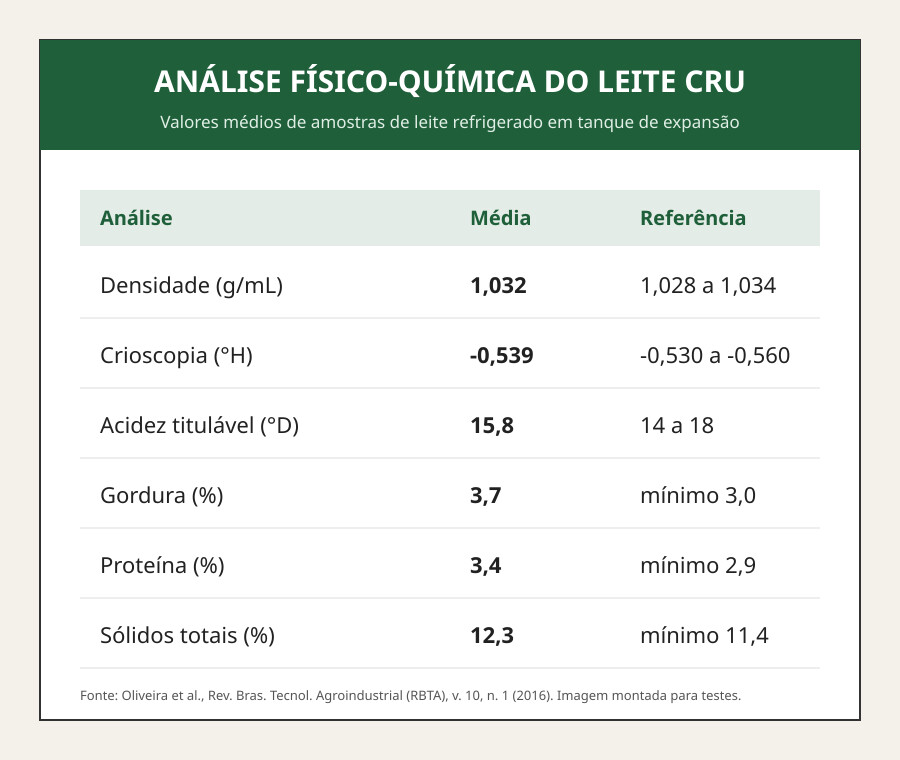 ANÁLISE FÍSICO-QUÍMICA DO LEITE CRU
Valores médios de amostras de leite refrigerado em tanque de expansão
Análise Média Referência
Densidade (g/mL) 1,032 1,028 a 1,034
Crioscopia (°H) -0,539 -0,530 a -0,560
Acidez titulável (°D) 15,8 14 a 18
Gordura (%) 3,7 mínimo 3,0
Proteína (%) 3,4 mínimo 2,9
Sólidos totais (%) 12,3 mínimo 11,4
Fonte: Oliveira et al., Rev. Bras. Tecnol. Agroindustrial (RBTA), v. 10, n. 1 (2016). Imagem montada para testes.